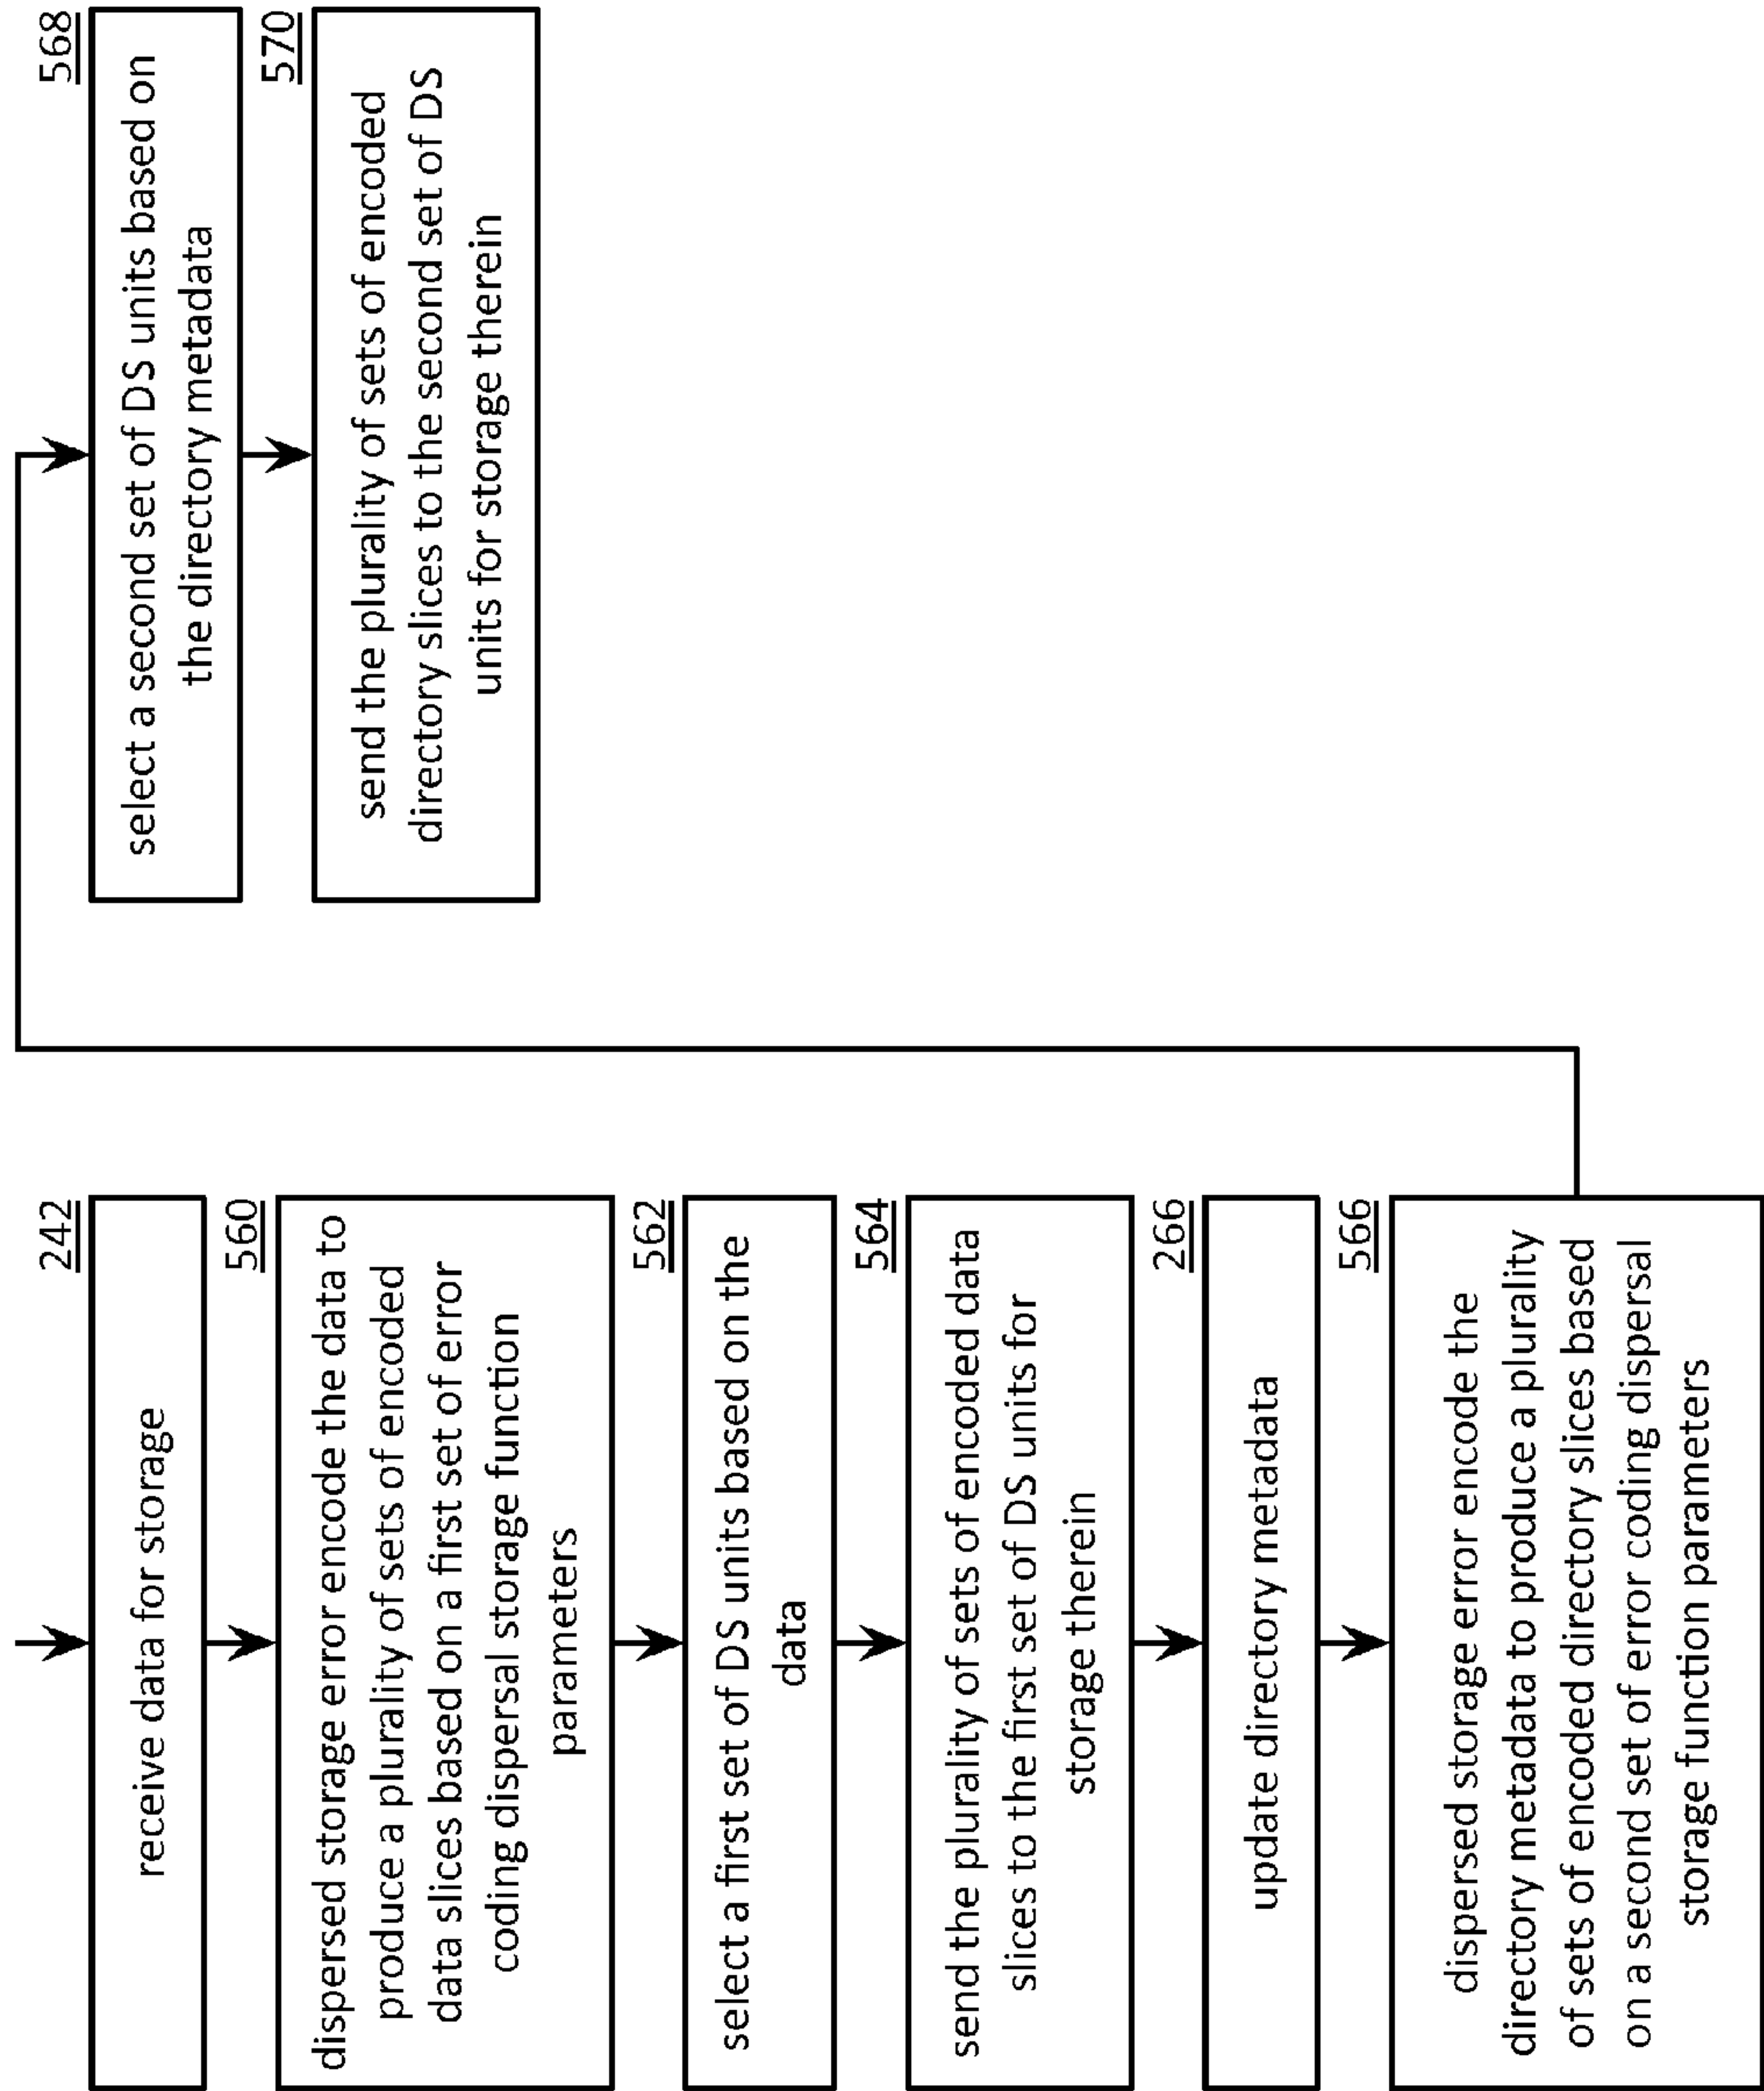 242
receive data for storage
560
dispersed storage error encode the data to
produce a plurality of sets of encoded
data slices based on a first set of error
coding dispersal storage function
parameters
562
select a first set of DS units based on the
data
564
send the plurality of sets of encoded data
slices to the first set of DS units for
storage therein
266
update directory metadata
566
dispersed storage error encode the
directory metadata to produce a plurality
of sets of encoded directory slices based
on a second set of error coding dispersal
storage function parameters
568
select a second set of DS units based on
the directory metadata
570
send the plurality of sets of encoded
directory slices to the second set of DS
units for storage therein